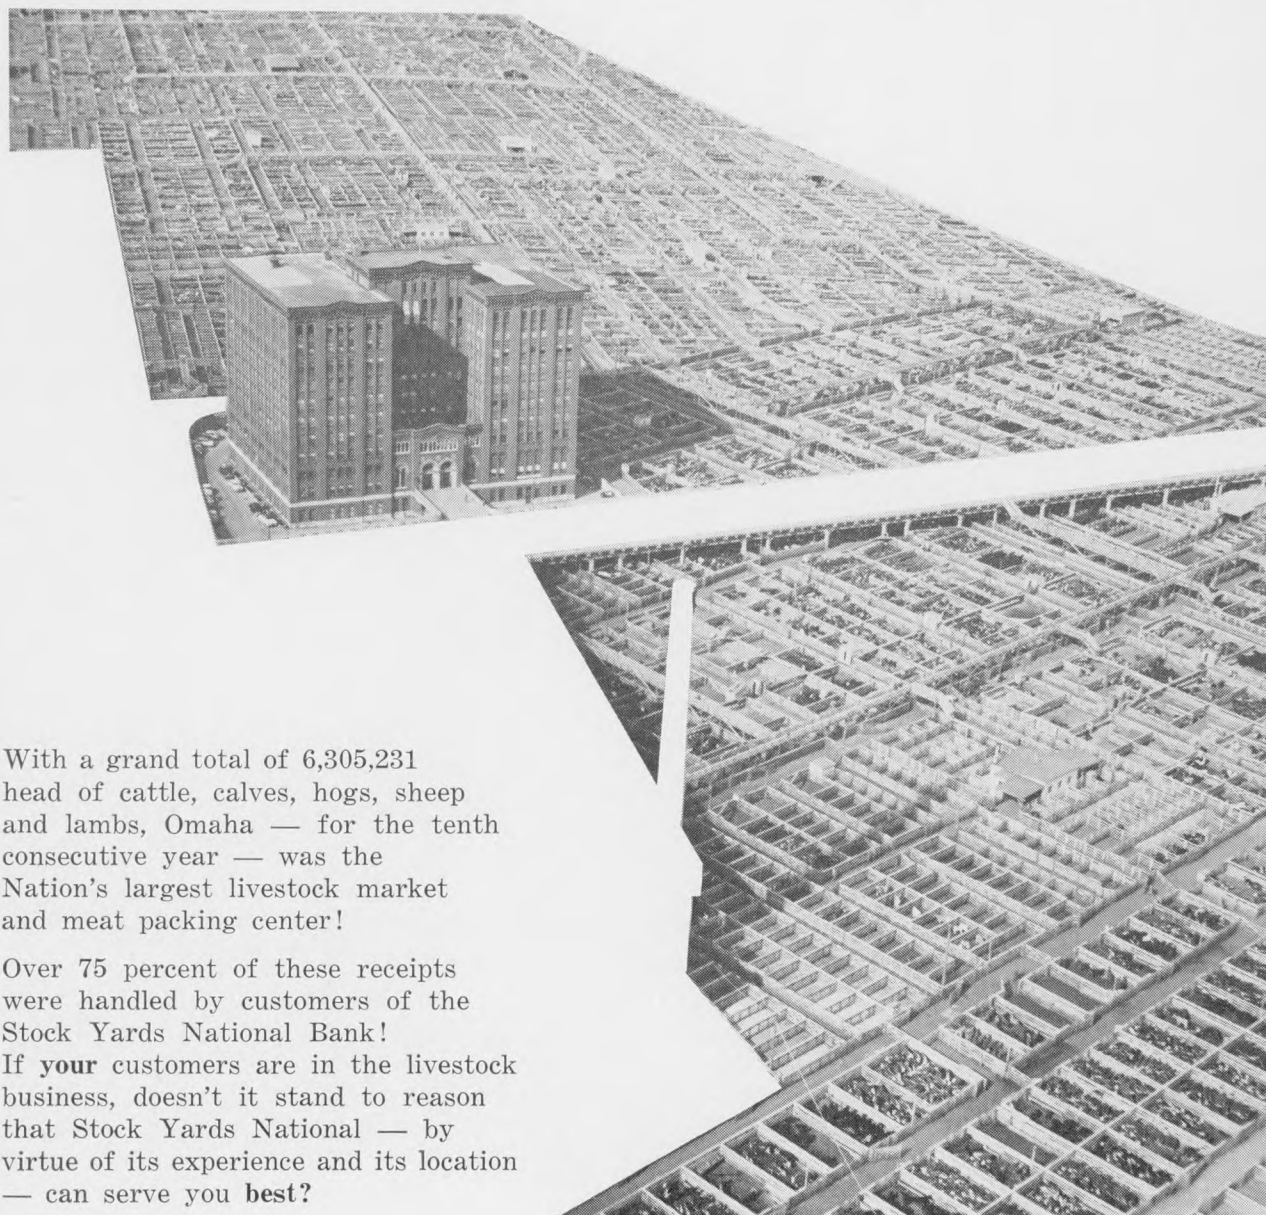 With a grand total of 6,305,231
head of cattle, calves, hogs, sheep
and lambs, Omaha — for the tenth
consecutive year — was the
Nation's largest livestock market
and meat packing center!
Over 75 percent of these receipts
were handled by customers of the
Stock Yards National Bank!
If your customers are in the livestock
business, doesn't it stand to reason
that Stock Yards National — by
virtue of its experience and its location
— can serve you best?